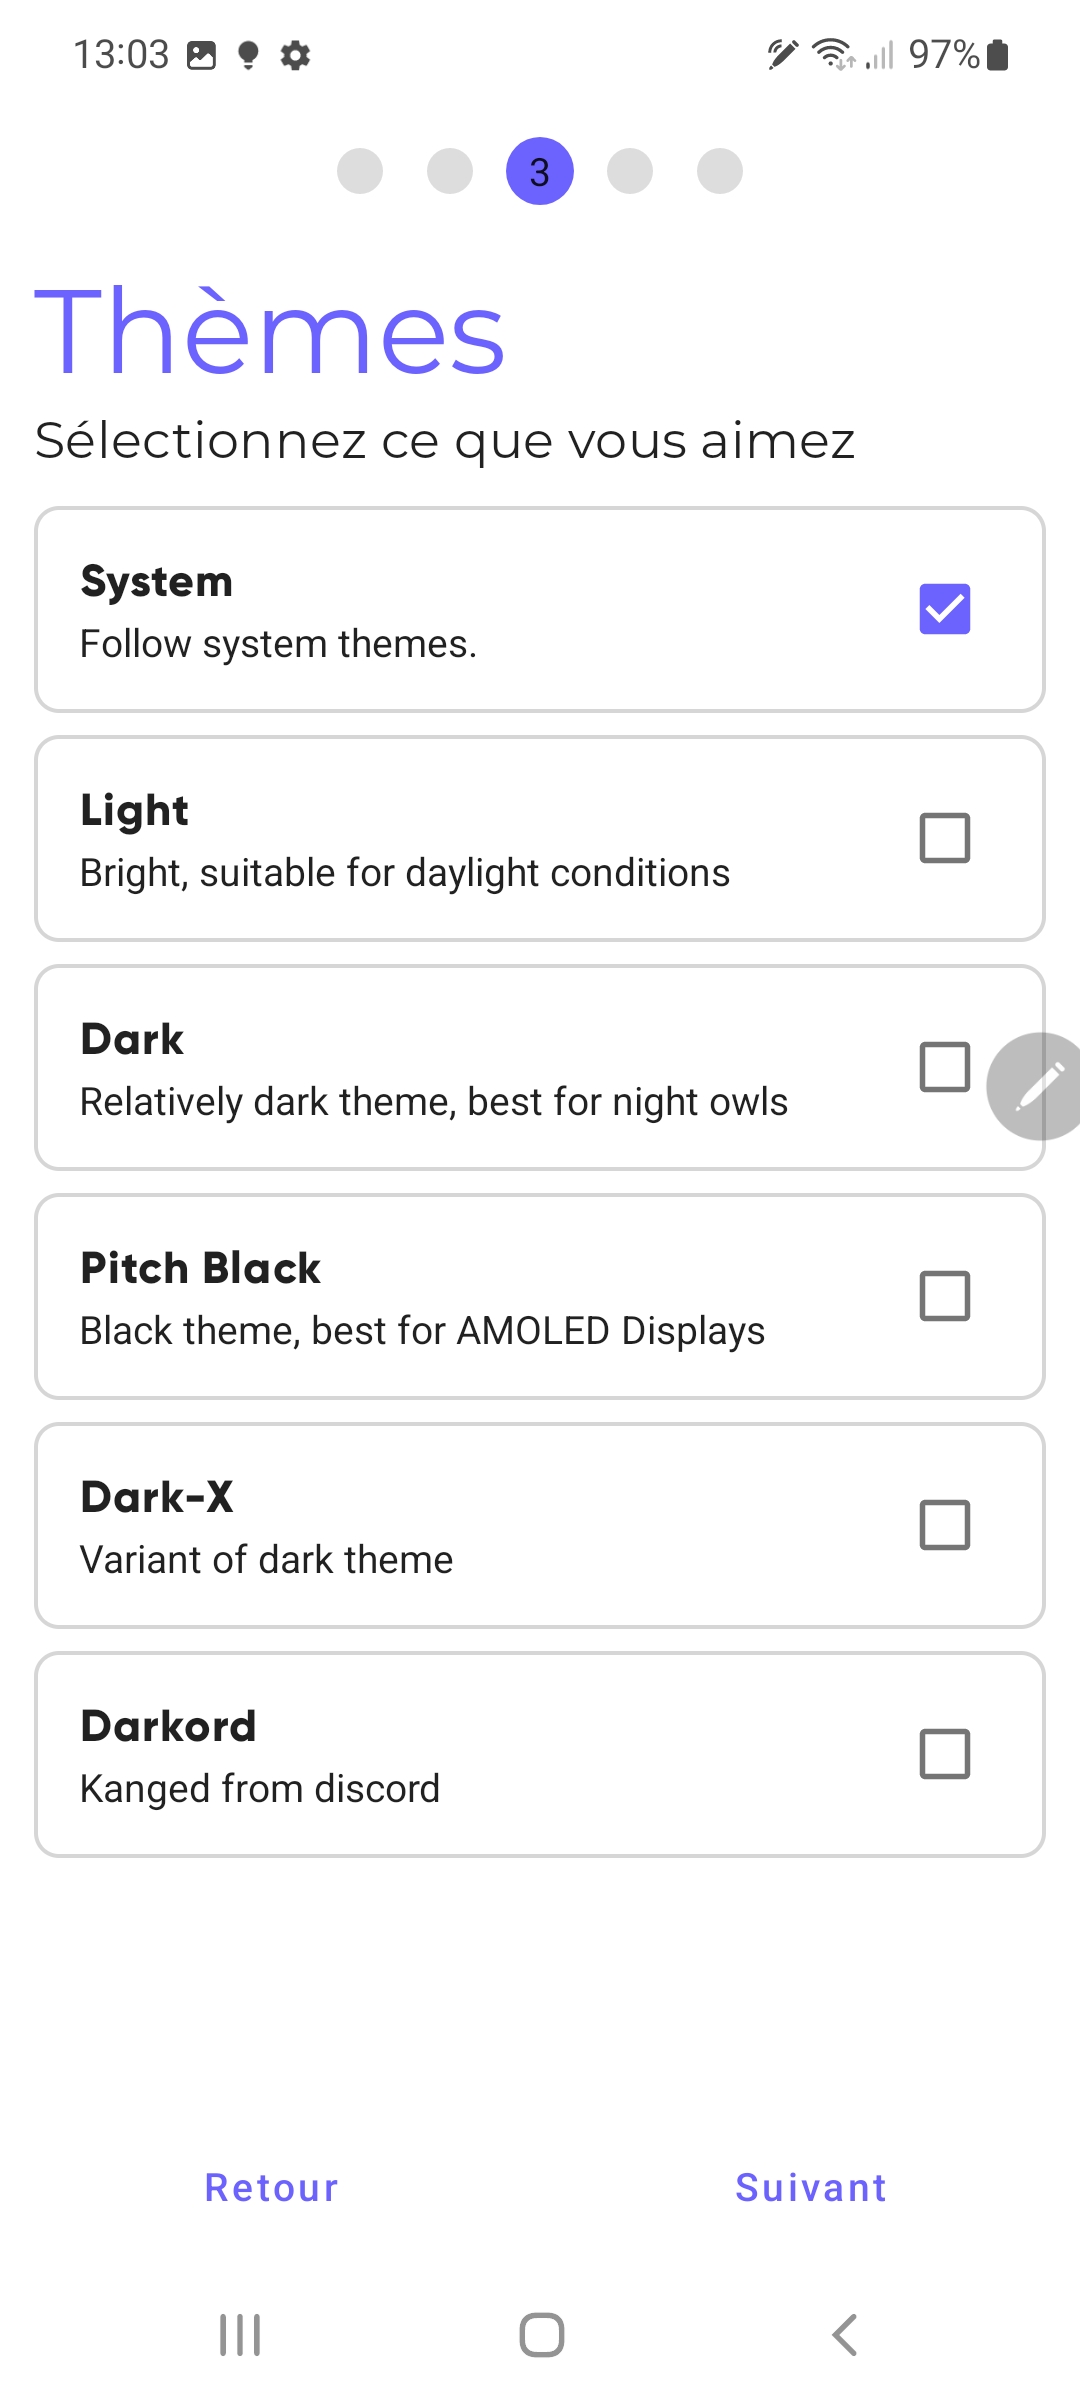 13:03
97%
3
Thèmes
Sélectionnez ce que vous aimez
System
Follow system themes.
Light
Bright, suitable for daylight conditions
Dark
Relatively dark theme, best for night owls
Pitch Black
Black theme, best for AMOLED Displays
Dark-X
Variant of dark theme
Darkord
Kanged from discord
Retour
Suivant